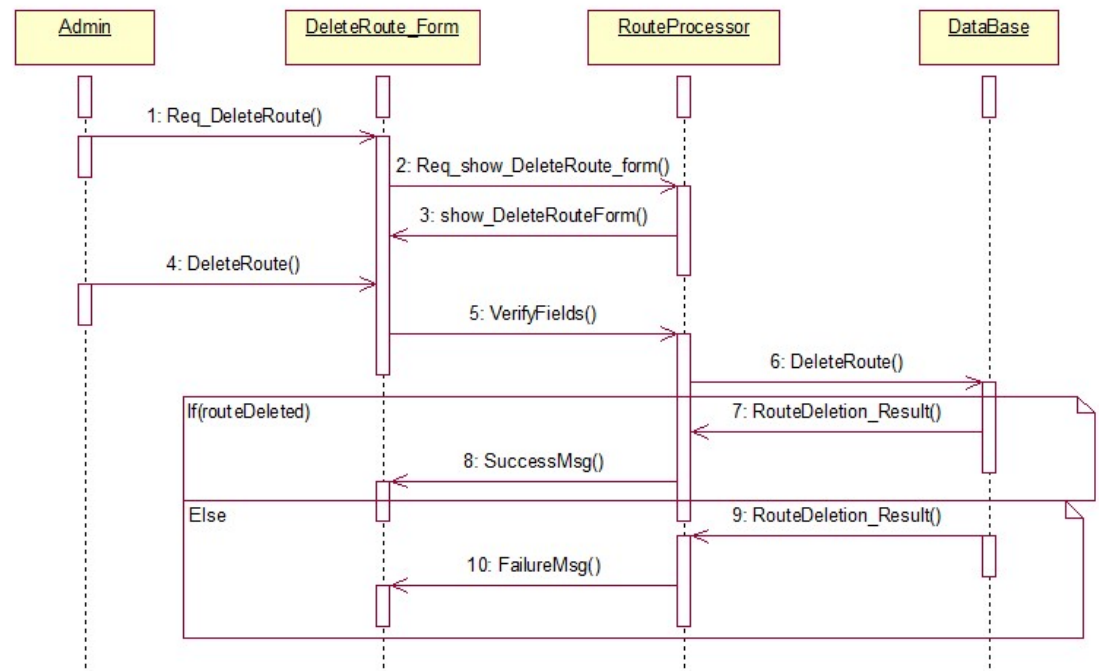 Admin
DeleteRoute_Form
RouteProcessor
DataBase
1: Req_DeleteRoute()
2: Req_show_DeleteRoute_form()
3: show_DeleteRouteForm()
4: DeleteRoute()
5: VerifyFields()
6: DeleteRoute()
If(routeDeleted)
7: RouteDeletion_Result()
8: SuccessMsg()
Else
9: RouteDeletion_Result()
10: FailureMsg()